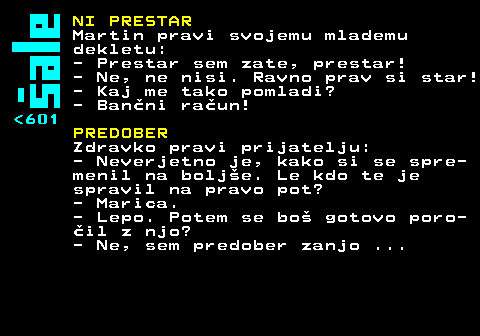 šale
NI PRESTAR
Martin pravi svojemu mlademu
dekletu:
- Prestar sem zate, prestar!
- Ne, ne nisi. Ravno prav si star!
- Kaj me tako pomladi?
- Bančni račun!
<601
PREDOBER
Zdravko pravi prijatelju:
- Neverjetno je, kako si se spre-
menil na boljše. Le kdo te je
spravil na pravo pot?
- Marica.
- Lepo. Potem se boš gotovo poro-
čil z njo?
- Ne, sem predober zanjo ...